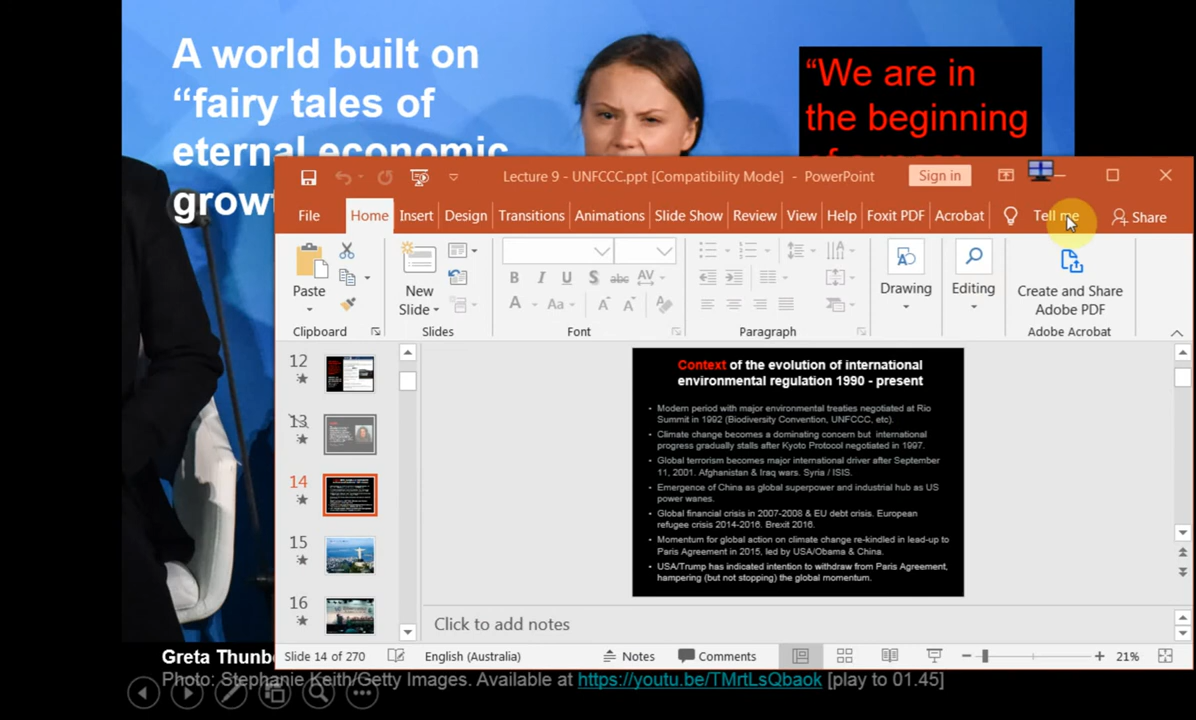 A world built on
“fairy tales of
eternal economic
“We are in
the beginning
Lecture 9 - UNFCCC.ppt [Compatibility Mode] - PowerPoint
Sign in
File Home Insert Design Transitions Animations Slide Show Review View Help Foxit PDF Acrobat Tell me Share
Paste
New
Slide
B I U S abc AV
A Aa A A
Drawing
Editing
Create and Share
Adobe PDF
Clipboard
Slides
Font
Paragraph
Adobe Acrobat
12
13
14
15
16
Context of the evolution of international
environmental regulation 1990 - present
• Modern period with major environmental treaties negotiated at Rio
Summit in 1992 (Biodiversity Convention, UNFCCC, etc).
• Climate change becomes a dominating concern but international
progress gradually stalls after Kyoto Protocol negotiated in 1997.
• Global terrorism becomes major international driver after September
11, 2001. Afghanistan & Iraq wars. Syria / ISIS.
• Emergence of China as global superpower and industrial hub as US
power wanes.
• Global financial crisis in 2007-2008 & EU debt crisis. European
refugee crisis 2014-2016. Brexit 2016.
• Momentum for global action on climate change re-kindled in lead-up to
Paris Agreement in 2015, led by USA/Obama & China.
• USA/Trump has indicated intention to withdraw from Paris Agreement,
hampering (but not stopping) the global momentum.
Click to add notes
Slide 14 of 270 English (Australia) Notes Comments 21%
Greta
Photo: Stephanie Keith/Getty Images. Available at https://youtu.be/TMrtLsQbaok [play to 01.45]